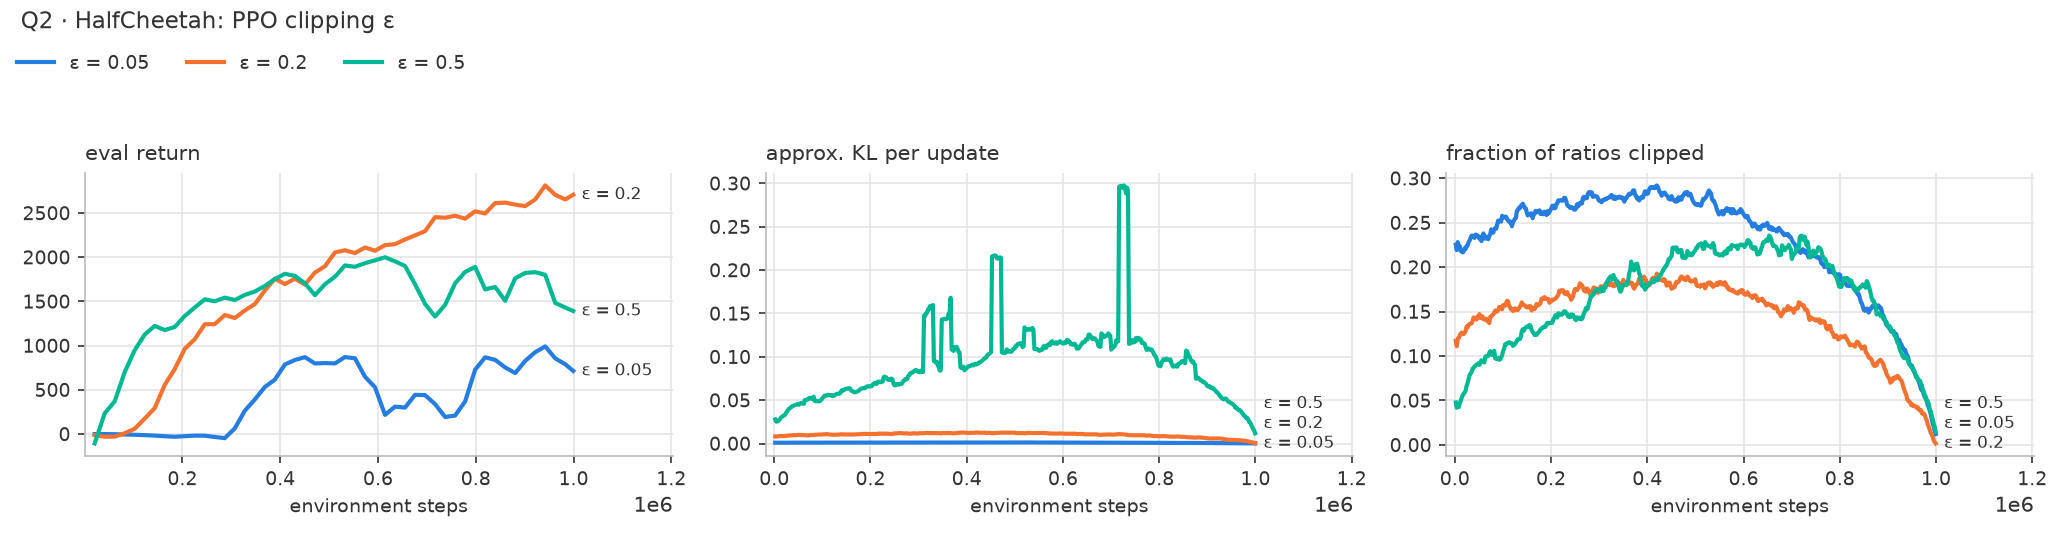 Q2 · HalfCheetah: PPO clipping ε
ε = 0.05
ε = 0.2
ε = 0.5
eval return
2500
2000
1500
1000
500
0
0.2
0.4
0.6
0.8
1.0
1.2
environment steps
1e6
ε = 0.2
ε = 0.5
ε = 0.05
approx. KL per update
0.30
0.25
0.20
0.15
0.10
0.05
0.00
0.0
0.2
0.4
0.6
0.8
1.0
1.2
environment steps
1e6
ε = 0.5
ε = 0.2
ε = 0.05
fraction of ratios clipped
0.30
0.25
0.20
0.15
0.10
0.05
0.00
0.0
0.2
0.4
0.6
0.8
1.0
1.2
environment steps
1e6
ε = 0.5
ε = 0.05
ε = 0.2